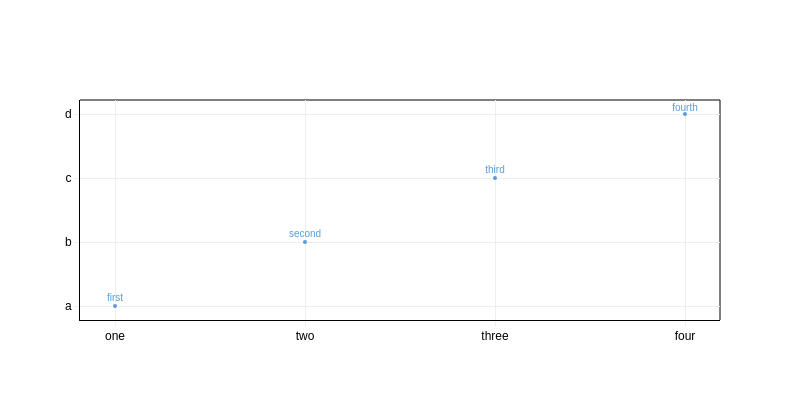 fourth
d
third
c
second
b
first
a
one two three four